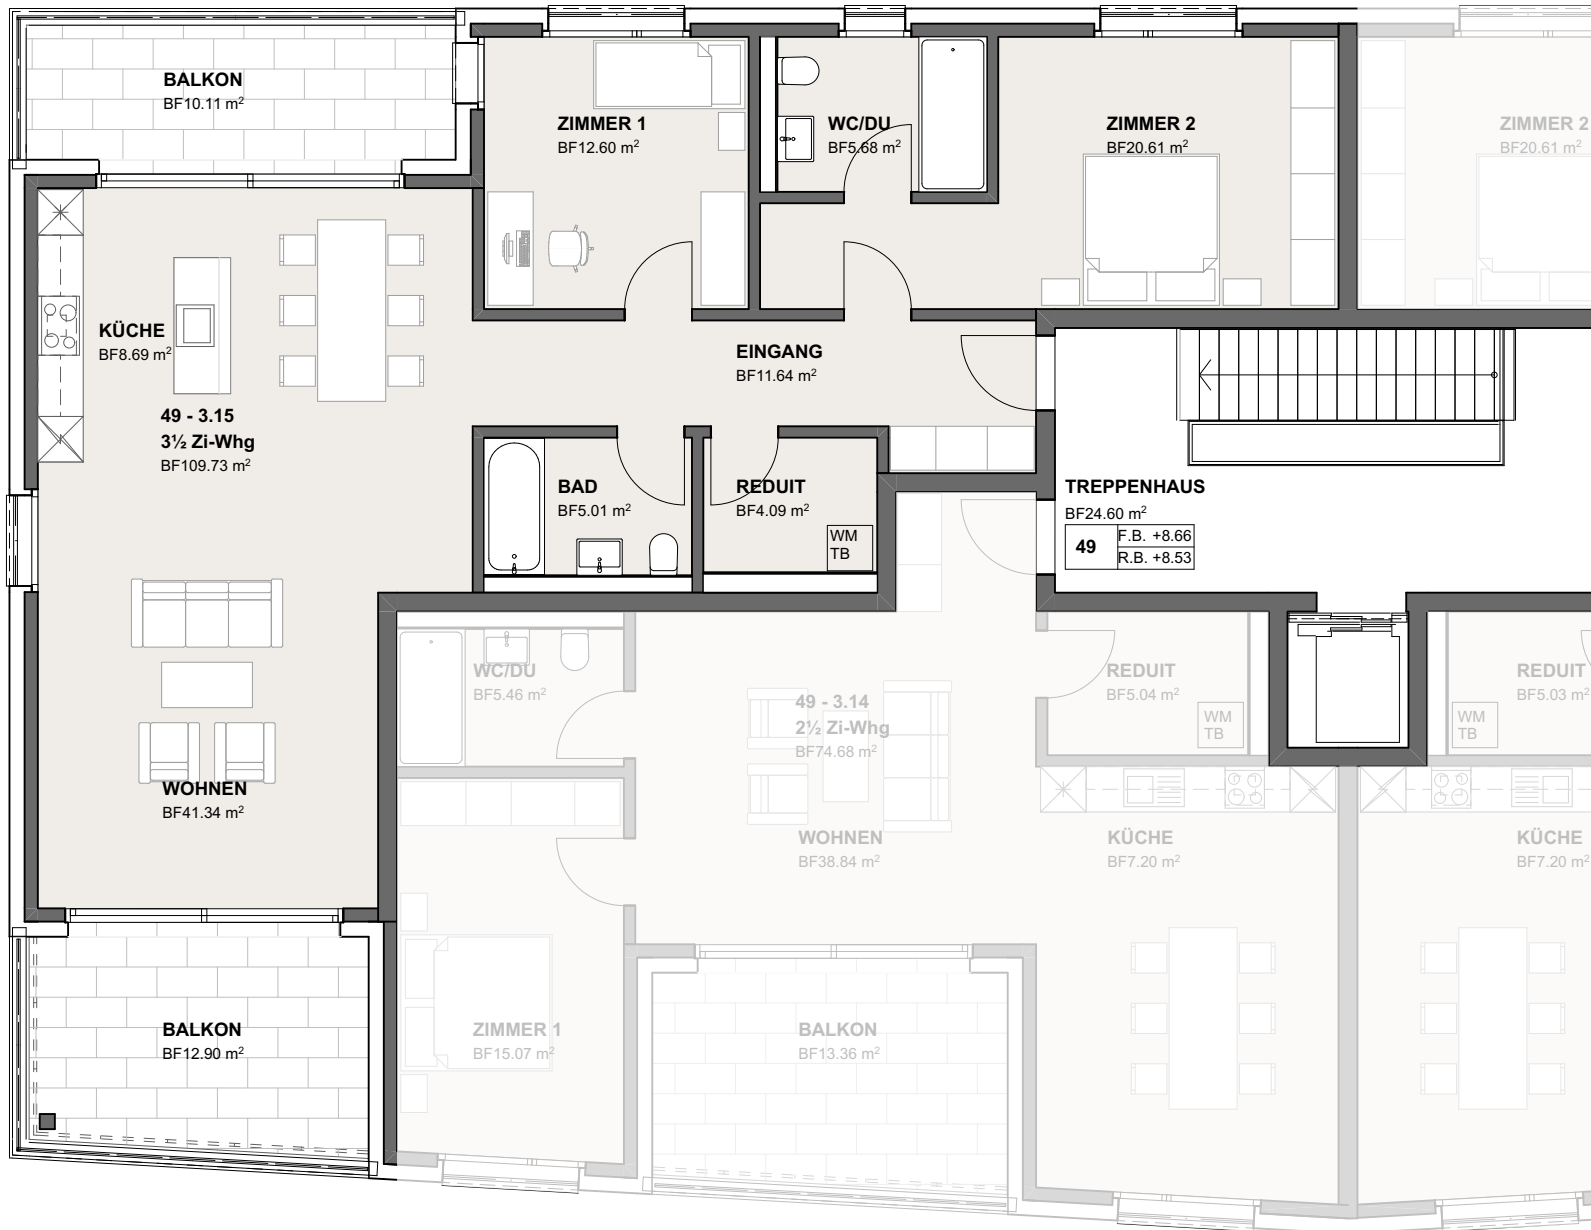 BALKON
BF10.11 m²
ZIMMER 1
BF12.60 m²
WC/DU
BF5.68 m²
ZIMMER 2
BF20.61 m²
ZIMMER 2
BF20.61 m²
KÜCHE
BF8.69 m²
EINGANG
BF11.64 m²
49 - 3.15
3½ Zi-Whg
BF109.73 m²
BAD
BF5.01 m²
REDUIT
BF4.09 m²
WM
TB
TREPPENHAUS
BF24.60 m²
49
F.B. +8.66
R.B. +8.53
WC/DU
BF5.46 m²
49 - 3.14
2½ Zi-Whg
BF74.68 m²
REDUIT
BF5.04 m²
WM
TB
REDUIT
BF5.03 m²
WM
TB
WOHNEN
BF41.34 m²
WOHNEN
BF38.84 m²
KÜCHE
BF7.20 m²
KÜCHE
BF7.20 m²
BALKON
BF12.90 m²
ZIMMER 1
BF15.07 m²
BALKON
BF13.36 m²